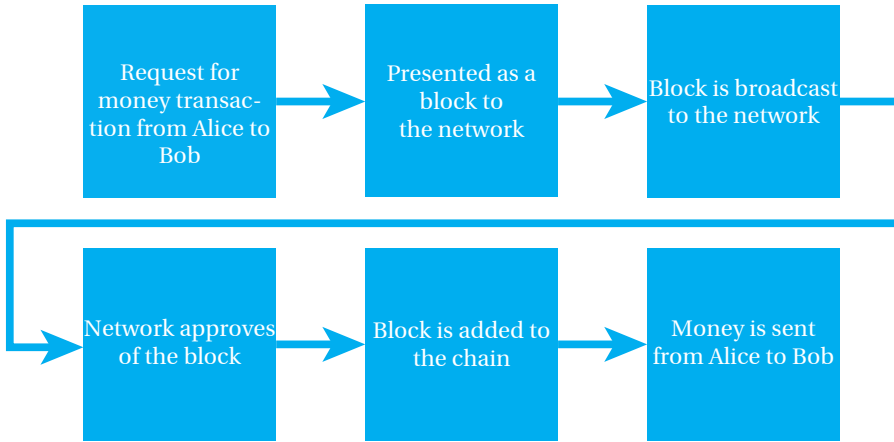 Request for
money transac-
tion from Alice to
Bob
Presented as a
block to
the network
Block is broadcast
to the network
Network approves
of the block
Block is added to
the chain
Money is sent
from Alice to Bob